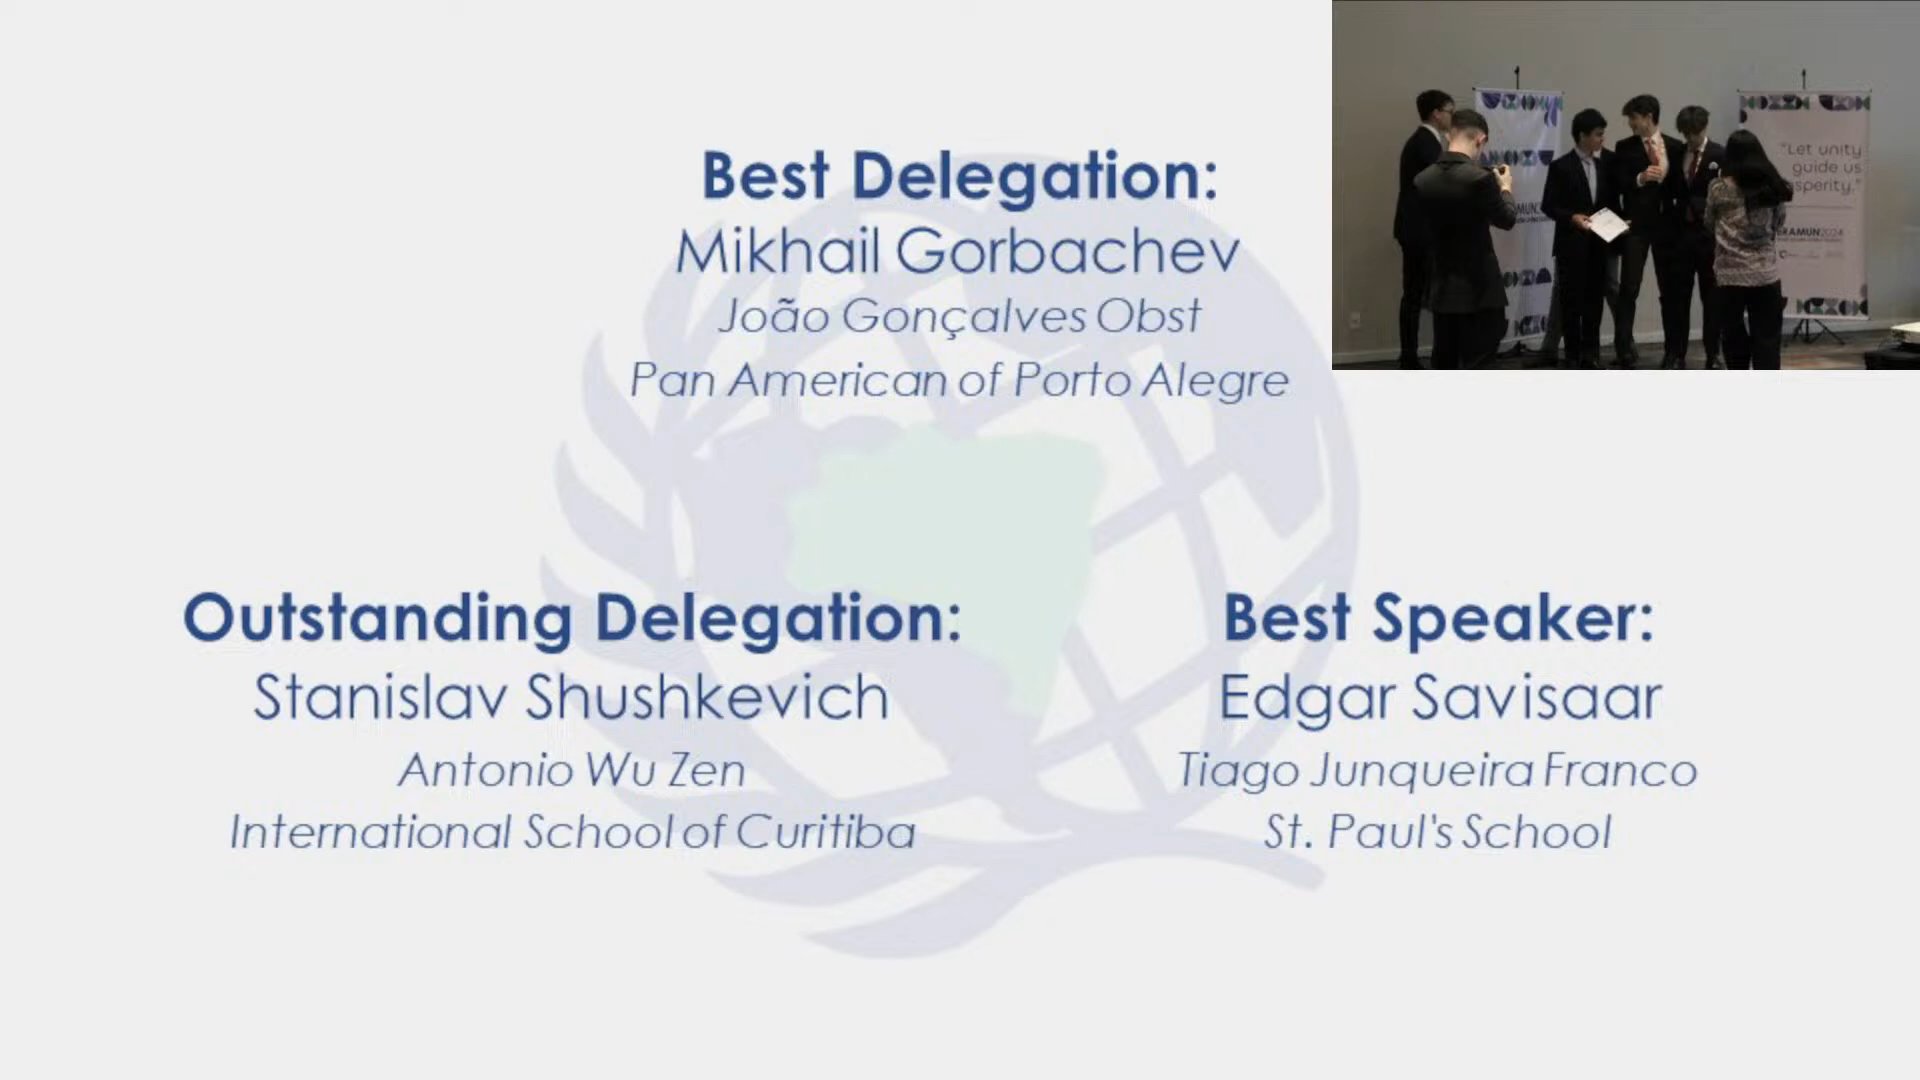 Best Delegation:
Mikhail Gorbachev
João Gonçalves Obst
Pan American of Porto Alegre
Outstanding Delegation:
Stanislav Shushkevich
Antonio Wu Zen
International School of Curitiba
Best Speaker:
Edgar Savisaar
Tiago Junqueira Franco
St. Paul's School
"Let unity
guide us
sperity."
BRAMUN2024